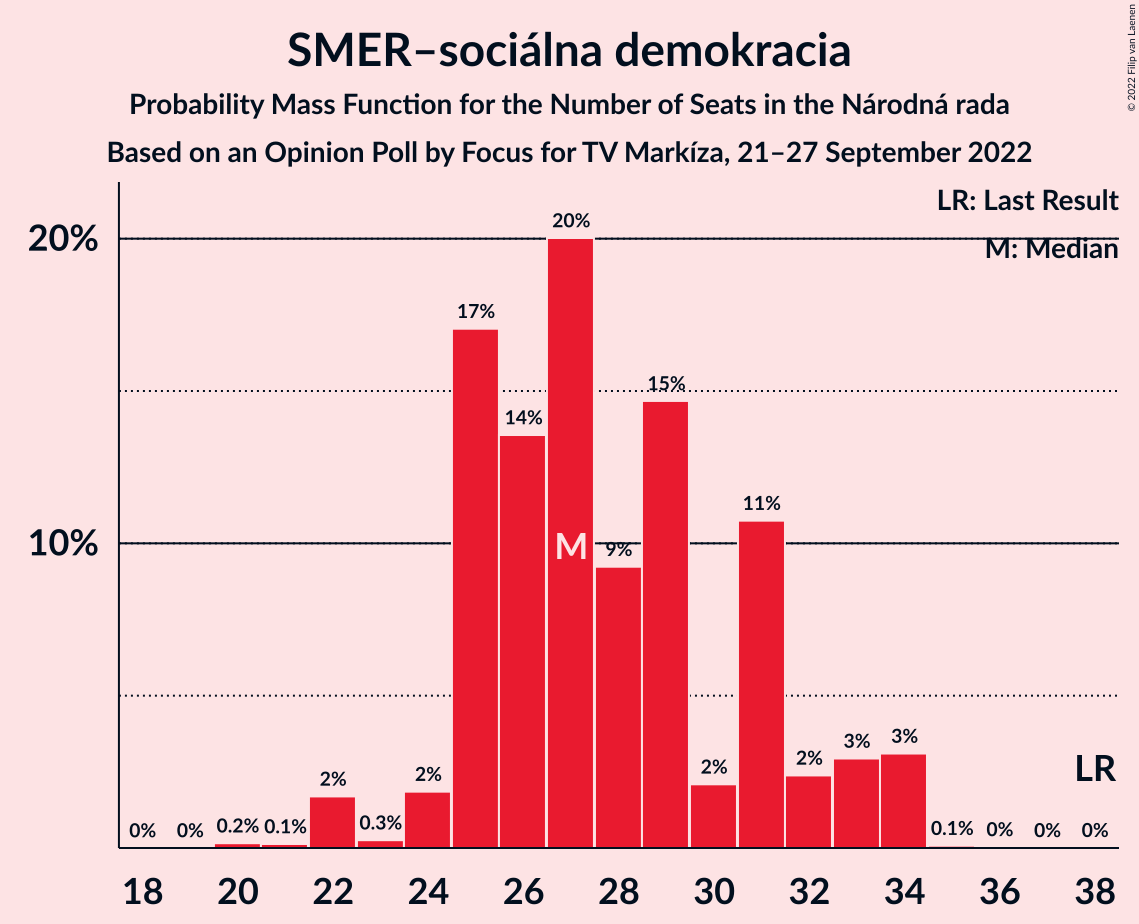 SMER–sociálna demokracia
Probability Mass Function for the Number of Seats in the Národná rada
Based on an Opinion Poll by Focus for TV Markíza, 21–27 September 2022
© 2022 Filip van Laenen
LR: Last Result
M: Median
20%
10%
0% 0% 0.2% 0.1% 2% 0.3% 2% 17% 14% 20% 9% 15% 2% 11% 2% 3% 3% 0.1% 0% 0% 0%
M
LR
18 20 22 24 26 28 30 32 34 36 38